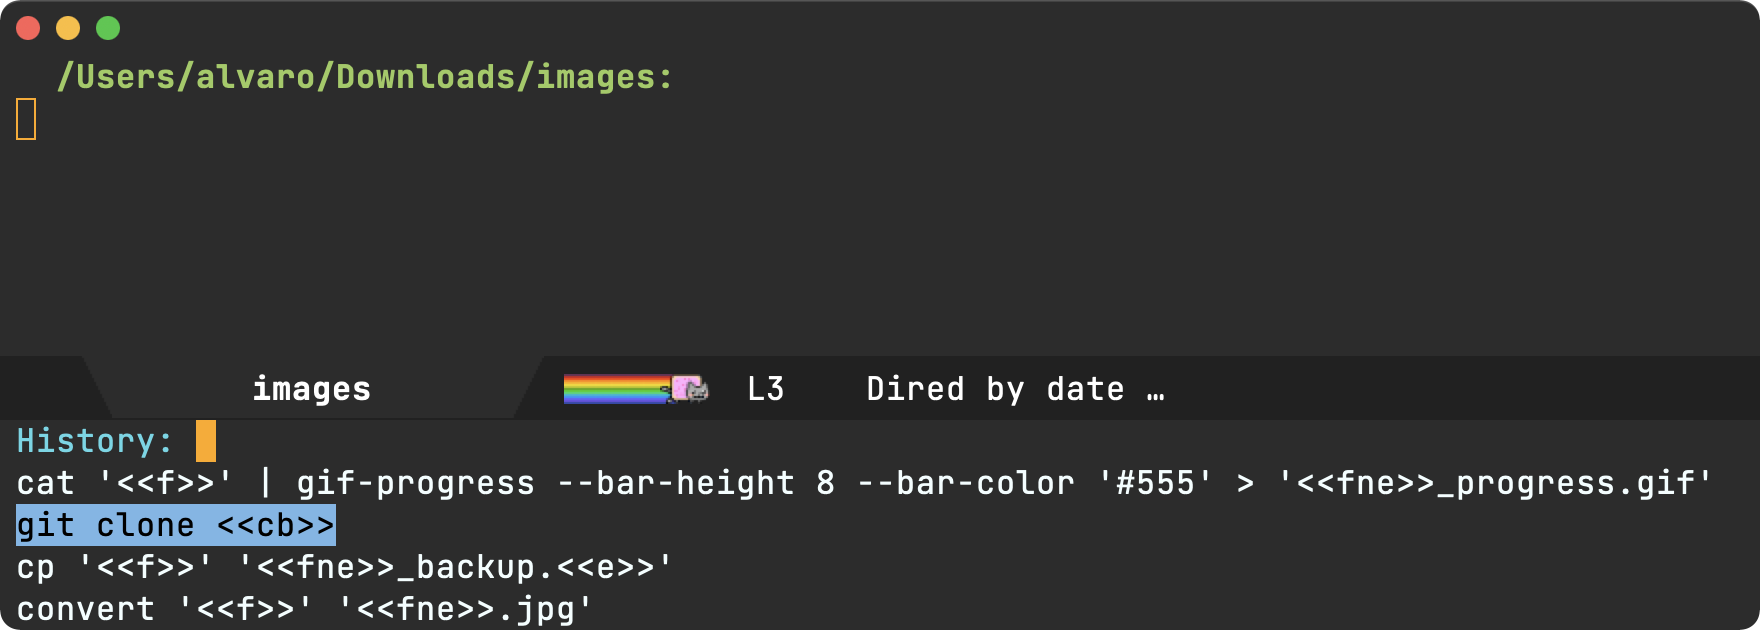 /Users/alvaro/Downloads/images:
images L3 Dired by date …
History:
cat '<<f>>' | gif-progress --bar-height 8 --bar-color '#555' > '<<fne>>_progress.gif'
git clone <<cb>>
cp '<<f>>' '<<fne>>_backup.<<e>>'
convert '<<f>>' '<<fne>>.jpg'